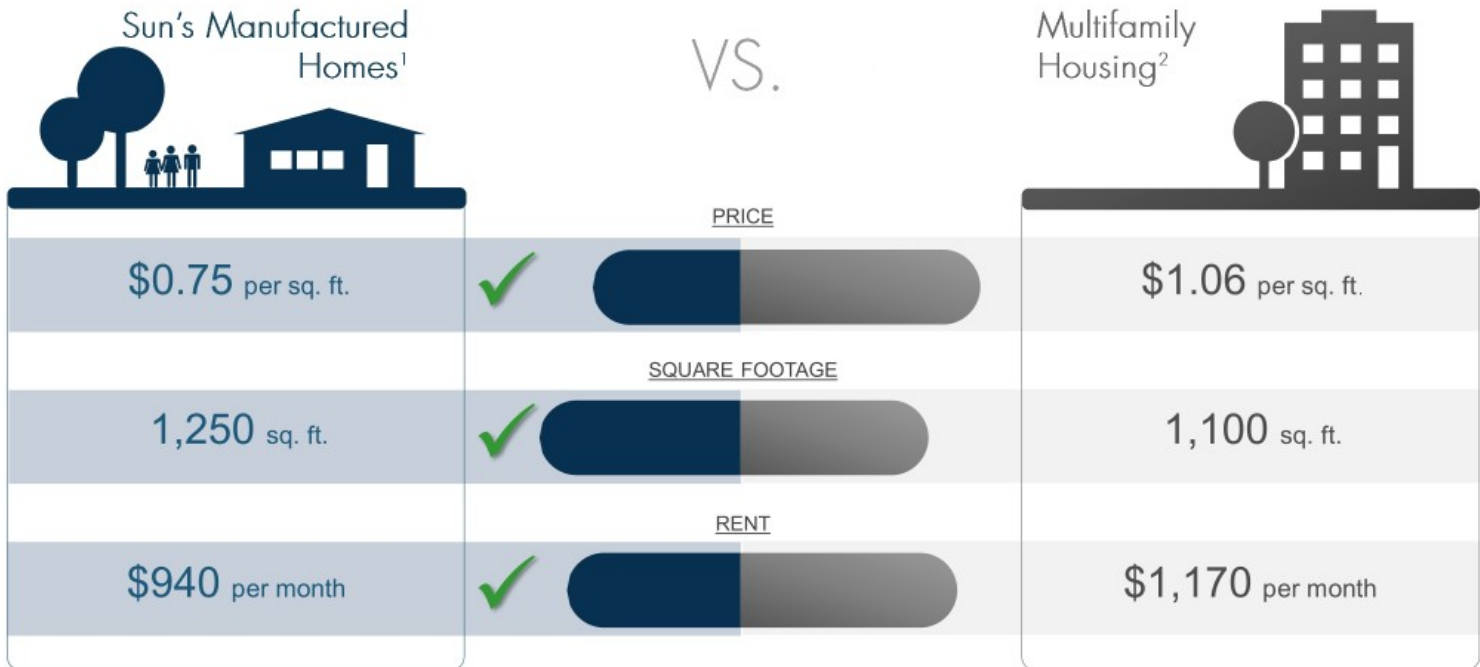 Sun's Manufactured
Homes¹
VS.
Multifamily
Housing²
PRICE
$0.75 per sq. ft.
$1.06 per sq. ft.
SQUARE FOOTAGE
1,250 sq. ft.
1,100 sq. ft.
RENT
$940 per month
$1,170 per month